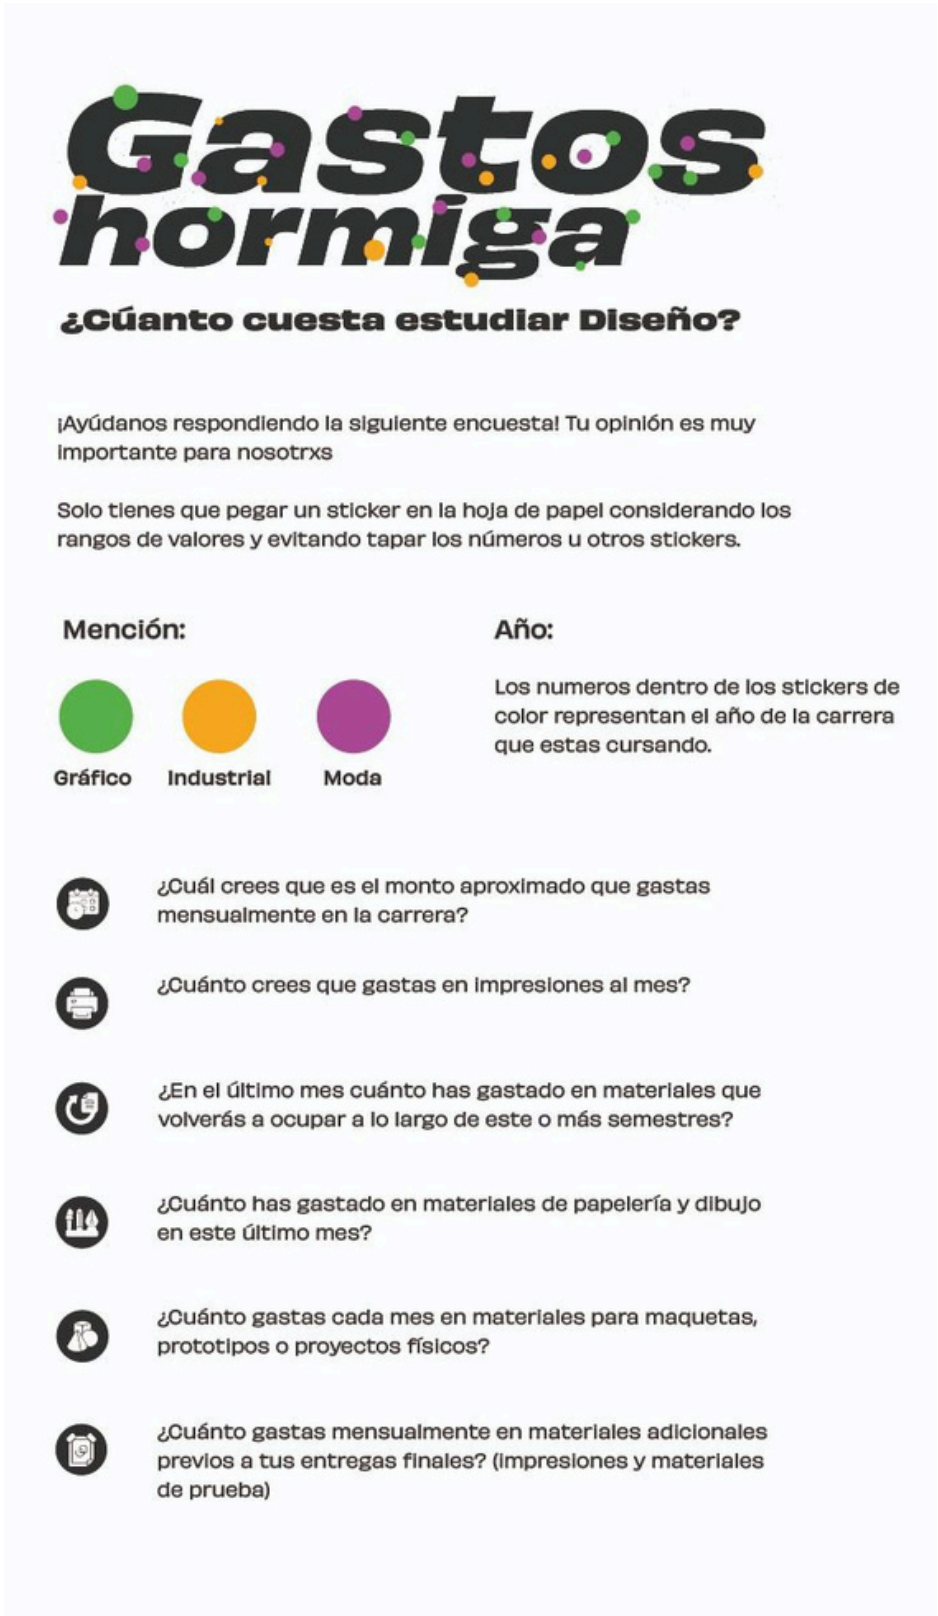 Gastos
hormiga
¿Cúanto cuesta estudiar Diseño?
¡Ayúdanos respondiendo la siguiente encuesta! Tu opinión es muy
importante para nosotrxs
Solo tienes que pegar un sticker en la hoja de papel considerando los
rangos de valores y evitando tapar los números u otros stickers.
Mención:
Gráfico Industrial Moda
Año:
Los numeros dentro de los stickers de
color representan el año de la carrera
que estas cursando.
¿Cuál crees que es el monto aproximado que gastas
mensualmente en la carrera?
¿Cuánto crees que gastas en impresiones al mes?
¿En el último mes cuánto has gastado en materiales que
volverás a ocupar a lo largo de este o más semestres?
¿Cuánto has gastado en materiales de papelería y dibujo
en este último mes?
¿Cuánto gastas cada mes en materiales para maquetas,
prototipos o proyectos físicos?
¿Cuánto gastas mensualmente en materiales adicionales
previos a tus entregas finales? (impresiones y materiales
de prueba)